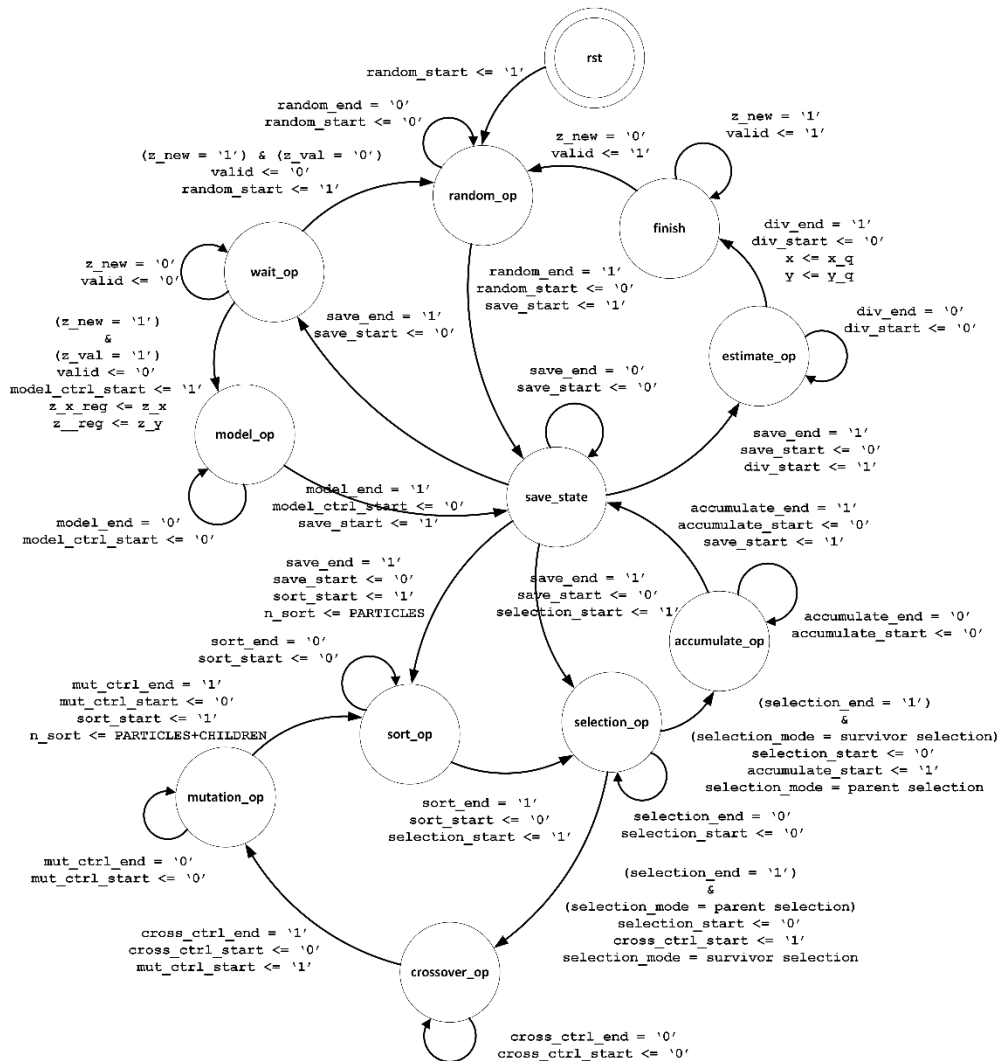 rst
random_start <= ‘1’
random_end = ‘0’
random_start <= ‘0’
z_new = ‘1’
valid <= ‘1’
z_new = ‘0’
valid <= ‘1’
(z_new = ‘1’) & (z_val = ‘0’)
valid <= ‘0’
random_start <= ‘1’
random_op
finish
div_end = ‘1’
div_start <= ‘0’
x <= x_q
y <= y_q
z_new = ‘0’
valid <= ‘0’
wait_op
random_end = ‘1’
random_start <= ‘0’
save_start <= ‘1’
save_end = ‘1’
save_start <= ‘0’
div_end = ‘0’
div_start <= ‘0’
estimate_op
(z_new = ‘1’)
&
(z_val = ‘1’)
valid <= ‘0’
model_ctrl_start <= ‘1’
z_x_reg <= z_x
z__reg <= z_y
save_end = ‘0’
save_start <= ‘0’
model_op
save_end = ‘1’
save_start <= ‘0’
div_start <= ‘1’
model_end = ‘0’
model_ctrl_start <= ‘0’
model_end = ‘1’
model_ctrl_start <= ‘0’
save_start <= ‘1’
save_state
accumulate_end = ‘1’
accumulate_start <= ‘0’
save_start <= ‘1’
save_end = ‘1’
save_start <= ‘0’
sort_start <= ‘1’
n_sort <= PARTICLES
save_end = ‘1’
save_start <= ‘0’
selection_start <= ‘1’
accumulate_end = ‘0’
accumulate_start <= ‘0’
accumulate_op
sort_end = ‘0’
sort_start <= ‘0’
mut_ctrl_end = ‘1’
mut_ctrl_start <= ‘0’
sort_start <= ‘1’
n_sort <= PARTICLES+CHILDREN
sort_op
selection_op
(selection_end = ‘1’)
&
(selection_mode = survivor selection)
selection_start <= ‘0’
accumulate_start <= ‘1’
selection_mode = parent selection
mutation_op
sort_end = ‘1’
sort_start <= ‘0’
selection_start <= ‘1’
selection_end = ‘0’
selection_start <= ‘0’
mut_ctrl_end = ‘0’
mut_ctrl_start <= ‘0’
(selection_end = ‘1’)
&
(selection_mode = parent selection)
selection_start <= ‘0’
cross_ctrl_start <= ‘1’
selection_mode = survivor selection
cross_ctrl_end = ‘1’
cross_ctrl_start <= ‘0’
mut_ctrl_start <= ‘1’
crossover_op
cross_ctrl_end = ‘0’
cross_ctrl_start <= ‘0’